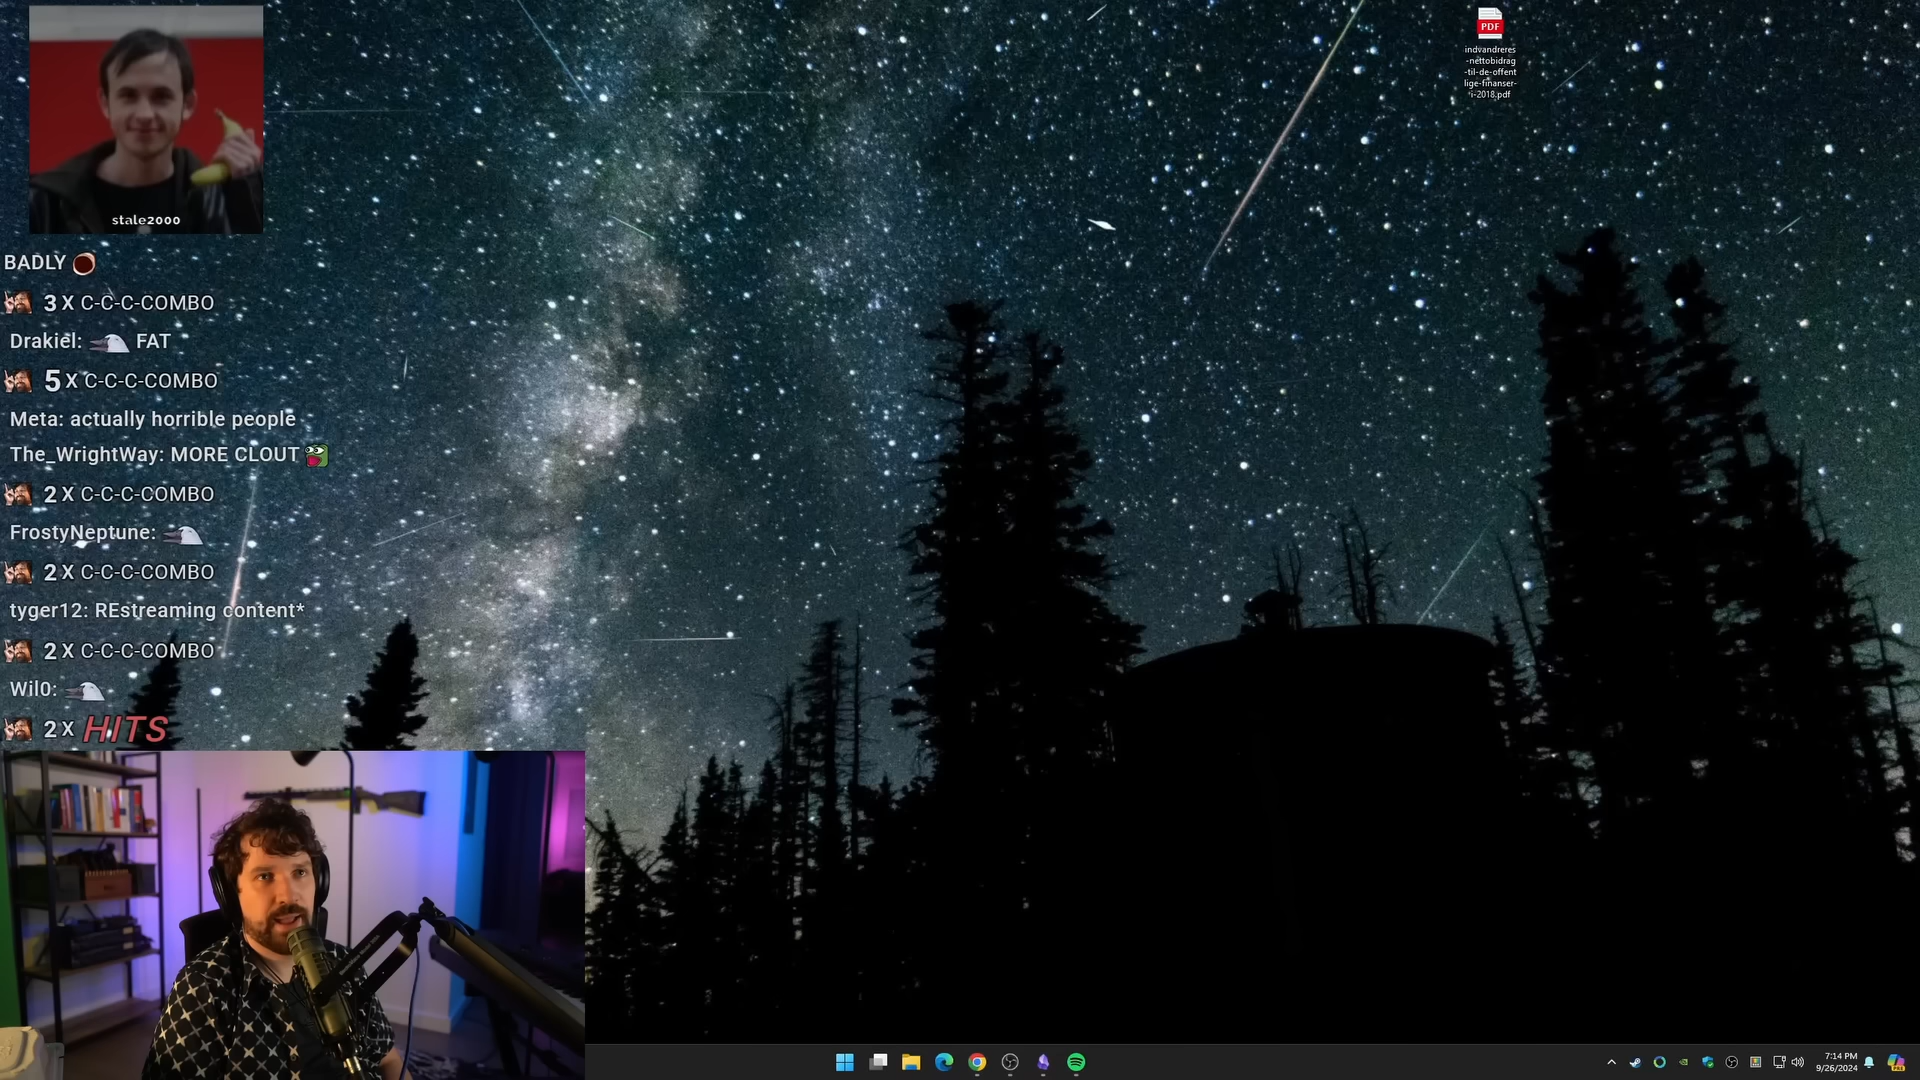 PDF
indvandreres
-nettobidrag
-til-de-offent
lige-finanser-
i-2018.pdf
stale2000
BADLY
3 X C-C-C-COMBO
Drakiel: FAT
5 X C-C-C-COMBO
Meta: actually horrible people
The_WrightWay: MORE CLOUT
2 X C-C-C-COMBO
FrostyNeptune:
2 X C-C-C-COMBO
tyger12: REstreaming content*
2 X C-C-C-COMBO
Wil0:
2 X HITS
7:14 PM
9/26/2024